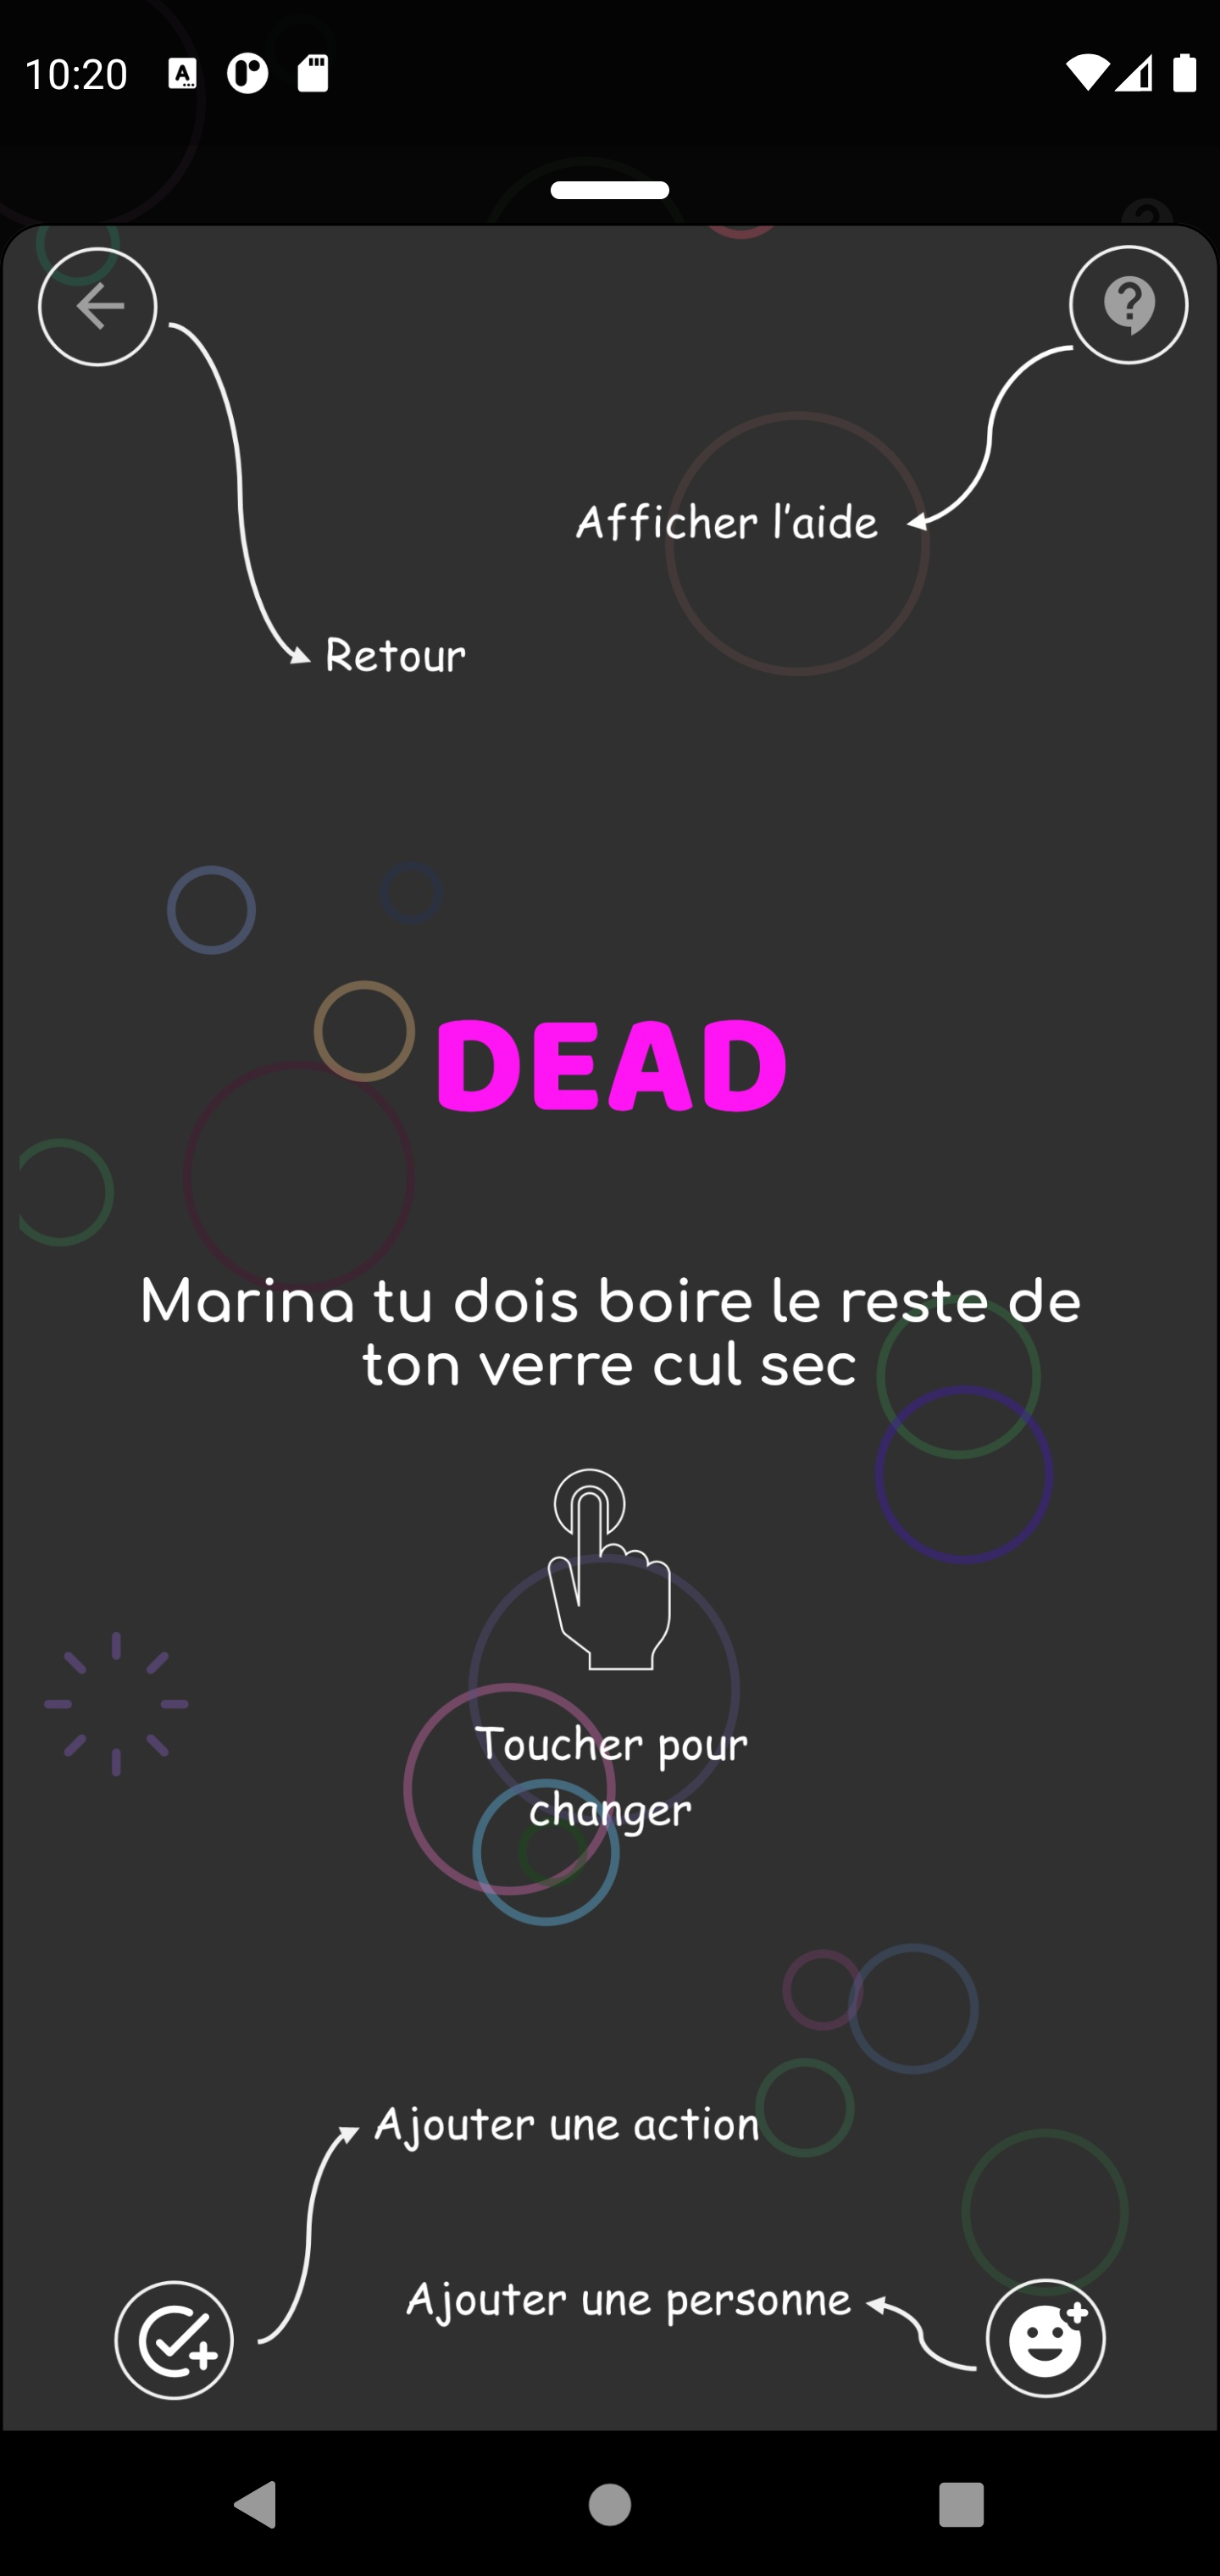 10:20
Afficher l'aide
Retour
DEAD
Marina tu dois boire le reste de
ton verre cul sec
Toucher pour
changer
Ajouter une action
Ajouter une personne